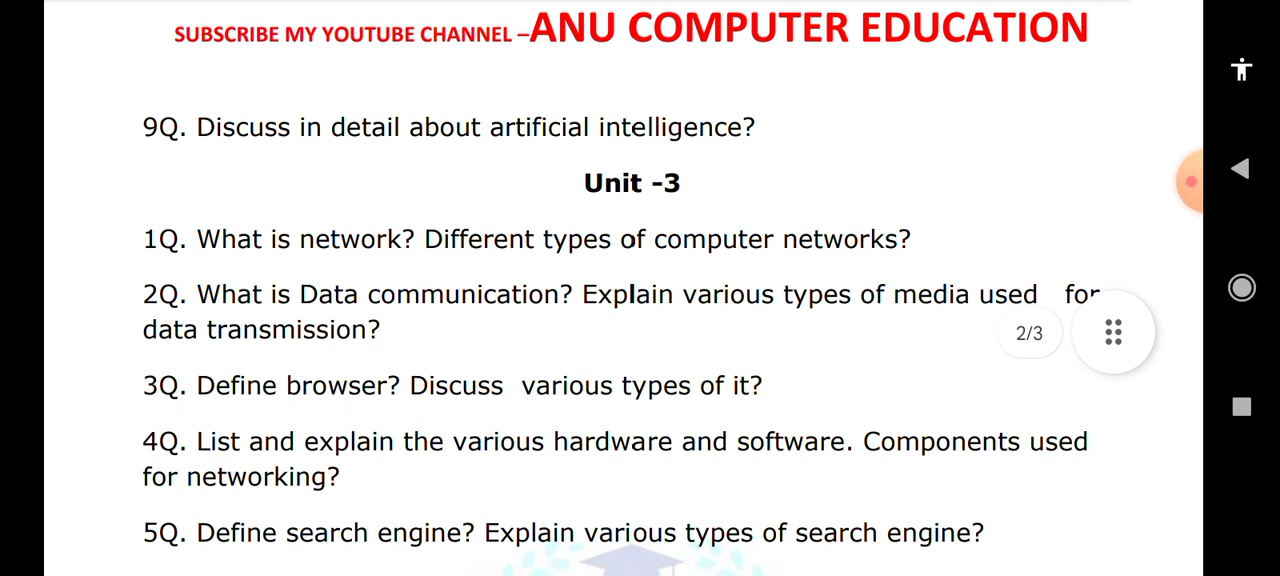 SUBSCRIBE MY YOUTUBE CHANNEL –ANU COMPUTER EDUCATION
9Q. Discuss in detail about artificial intelligence?
Unit -3
1Q. What is network? Different types of computer networks?
2Q. What is Data communication? Explain various types of media used for
data transmission?
2/3
3Q. Define browser? Discuss various types of it?
4Q. List and explain the various hardware and software. Components used
for networking?
5Q. Define search engine? Explain various types of search engine?